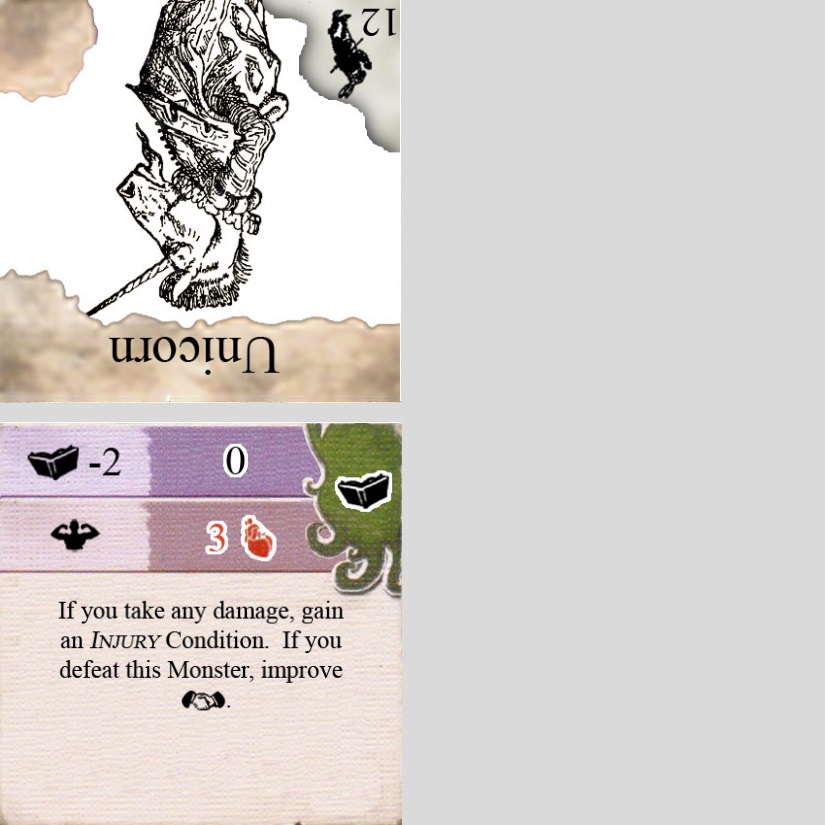 12
Unicorn
-2 0
3
If you take any damage, gain
an INJURY Condition. If you
defeat this Monster, improve
.